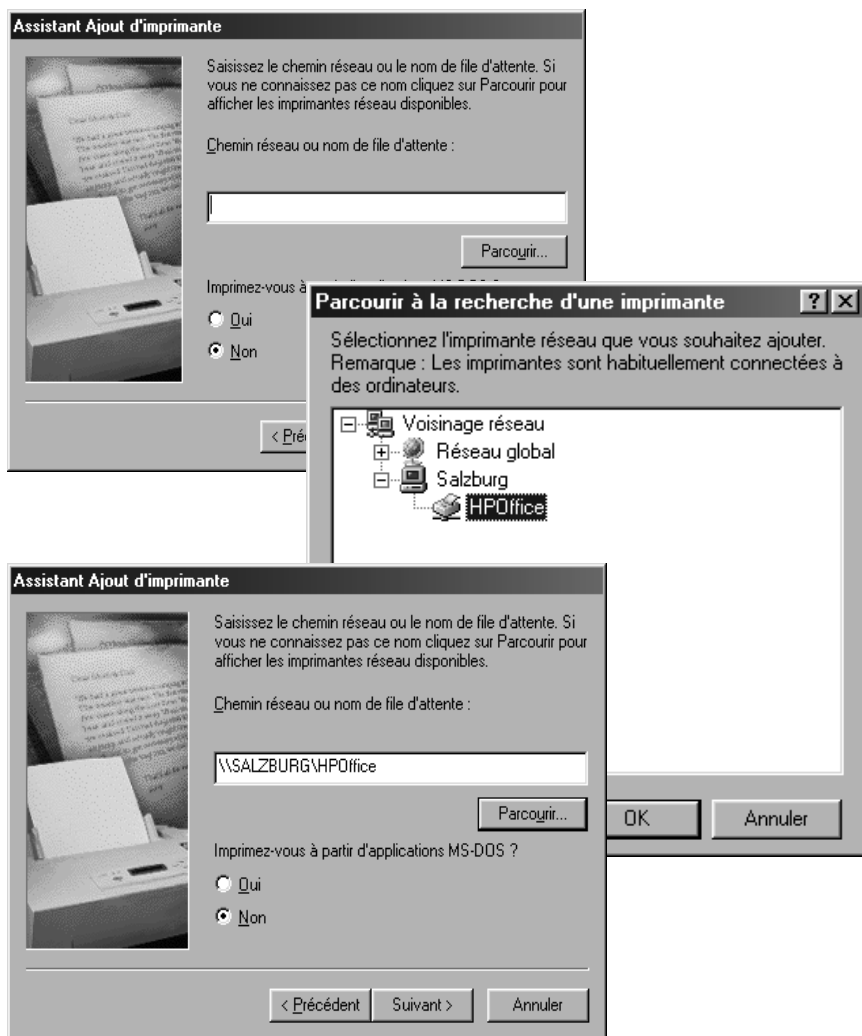 Assistant Ajout d'imprimante
Saisissez le chemin réseau ou le nom de file d'attente. Si
vous ne connaissez pas ce nom cliquez sur Parcourir pour
afficher les imprimantes réseau disponibles.
Chemin réseau ou nom de file d'attente :
Parcourir...
Imprimez-vous à
Oui
Non
< Pré
Parcourir à la recherche d'une imprimante
Sélectionnez l'imprimante réseau que vous souhaitez ajouter.
Remarque : Les imprimantes sont habituellement connectées à
des ordinateurs.
Voisinage réseau
Réseau global
Salzburg
HPOffice
OK Annuler
Assistant Ajout d'imprimante
Saisissez le chemin réseau ou le nom de file d'attente. Si
vous ne connaissez pas ce nom cliquez sur Parcourir pour
afficher les imprimantes réseau disponibles.
Chemin réseau ou nom de file d'attente :
\\SALZBURG\HPOffice
Parcourir...
Imprimez-vous à partir d'applications MS-DOS ?
Oui
Non
< Précédent Suivant > Annuler